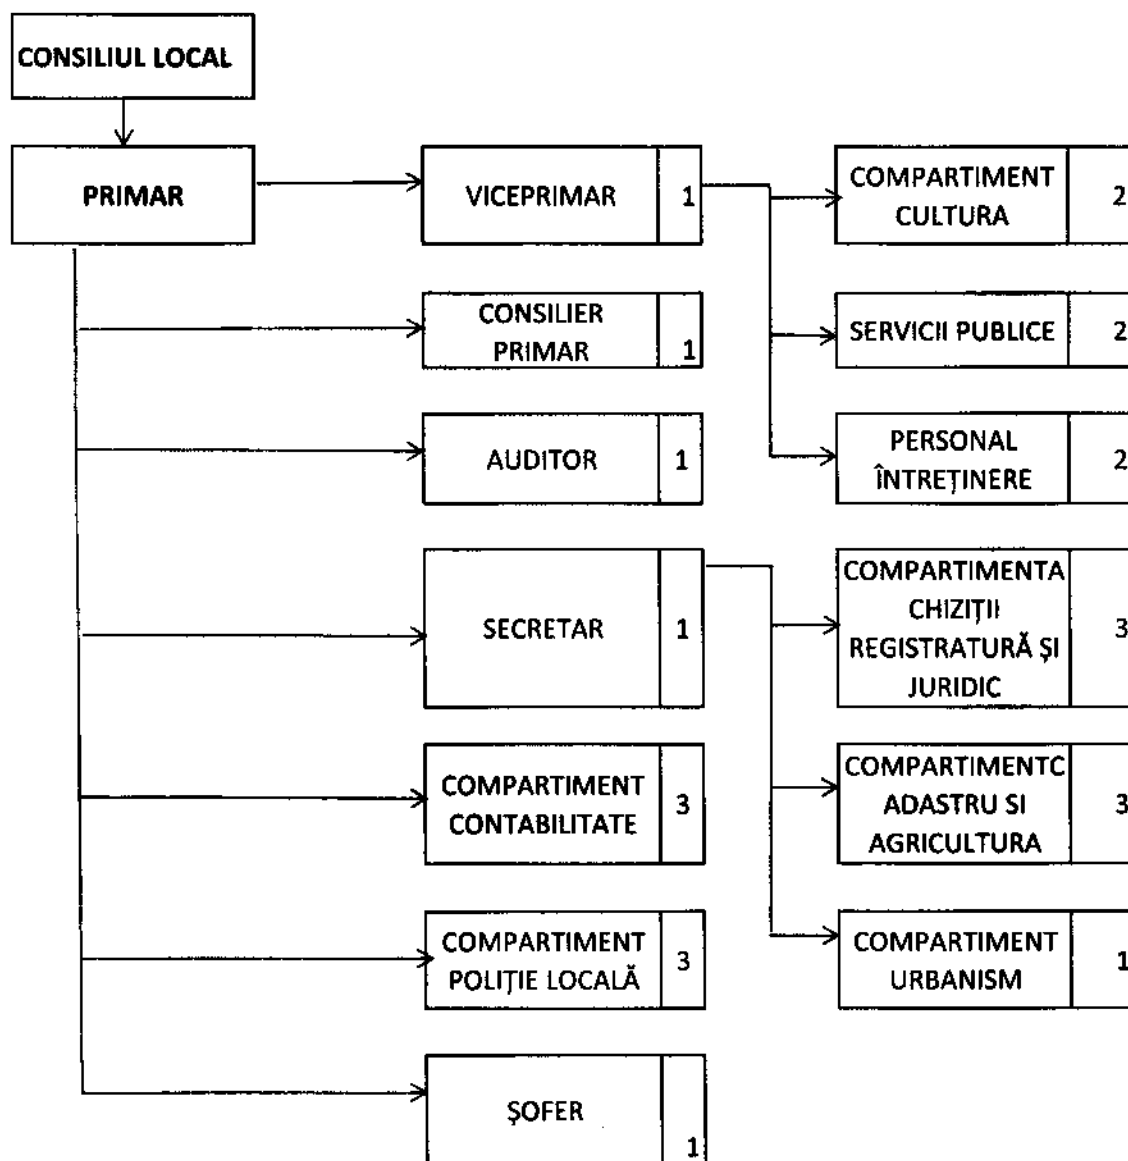 CONSILIUL LOCAL
PRIMAR
VICEPRIMAR 1
COMPARTIMENT
CULTURA 2
CONSILIER
PRIMAR 1
SERVICII PUBLICE 2
AUDITOR 1
PERSONAL
ÎNTREȚINERE 2
SECRETAR 1
COMPARTIMENTA
CHIZIȚII
REGISTRATURĂ ȘI
JURIDIC 3
COMPARTIMENT
CONTABILITATE 3
COMPARTIMENTC
ADASTRU SI
AGRICULTURA 3
COMPARTIMENT
POLIȚIE LOCALĂ 3
COMPARTIMENT
URBANISM 1
ȘOFER 1